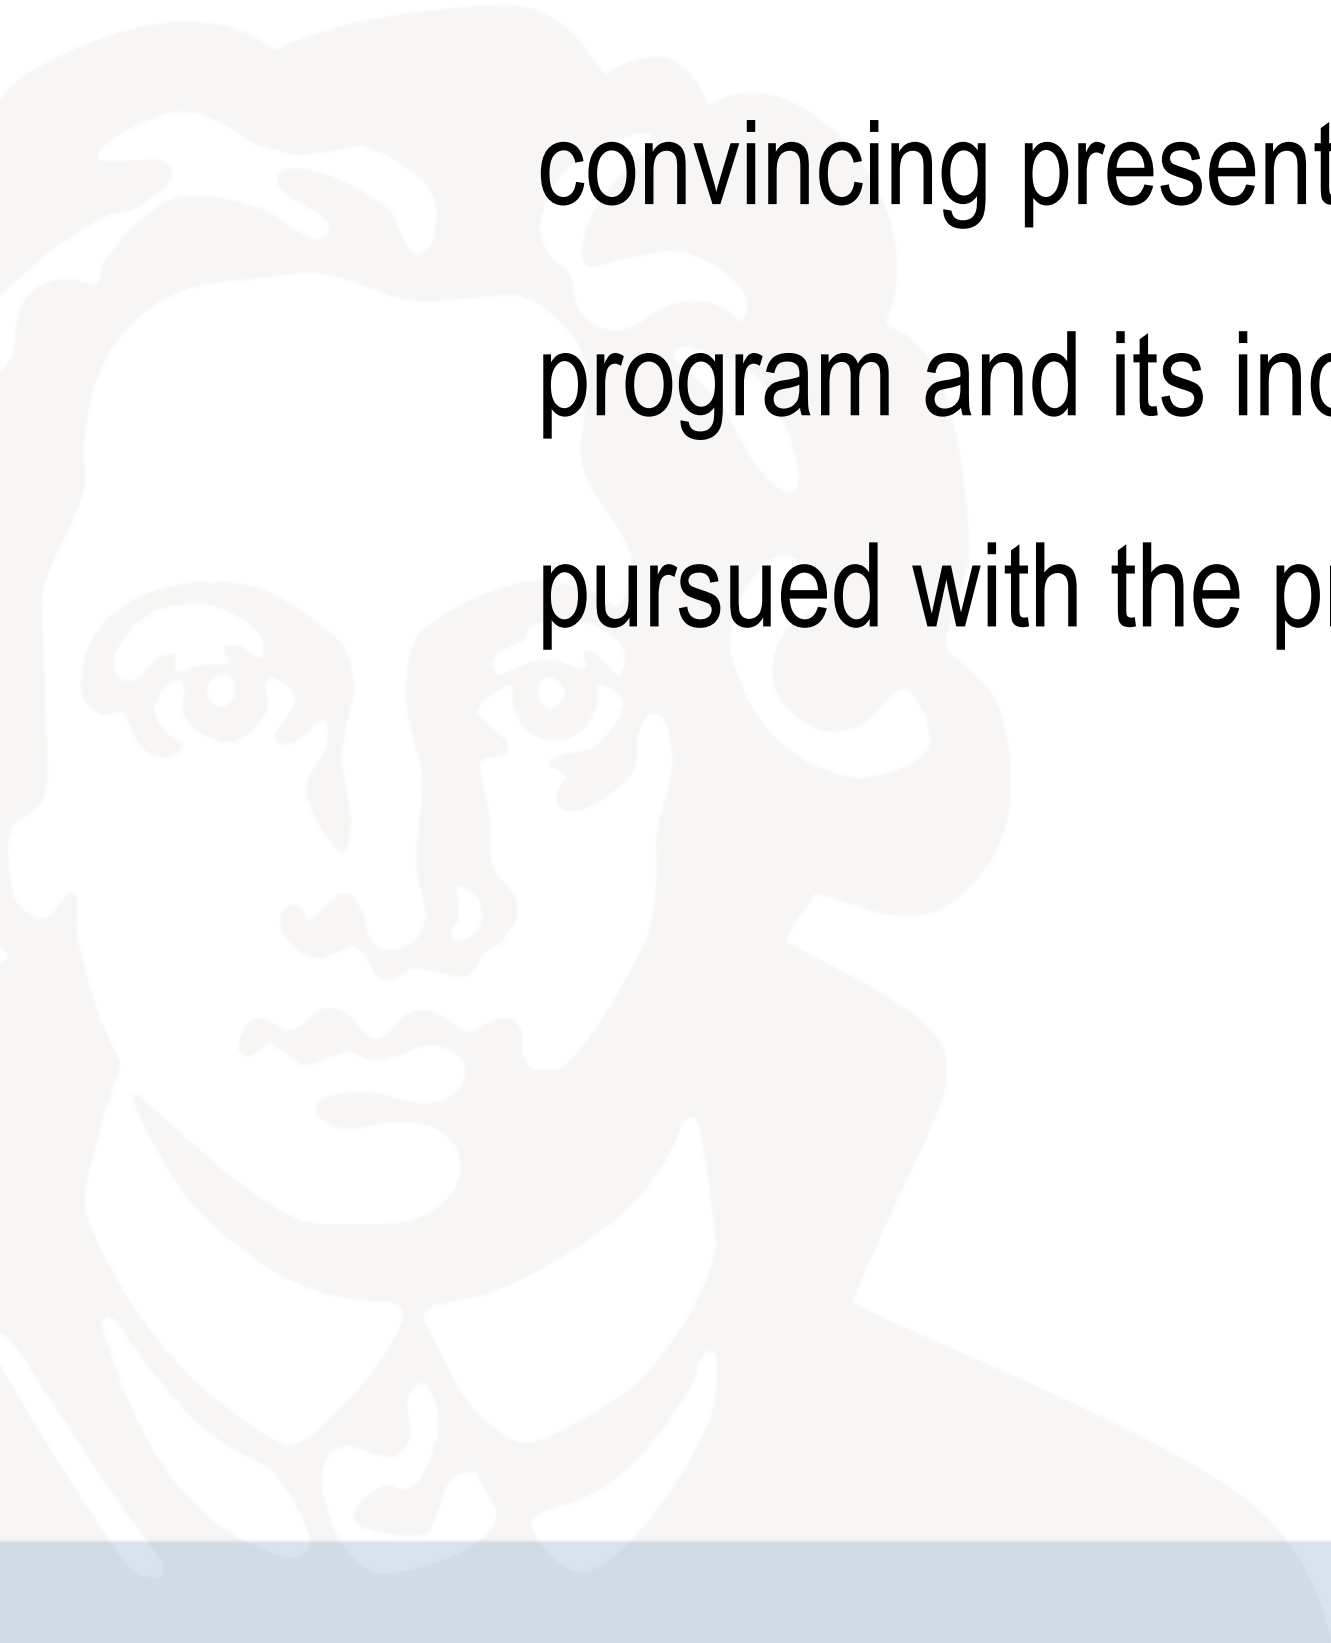 convincing present
program and its inc
pursued with the pr